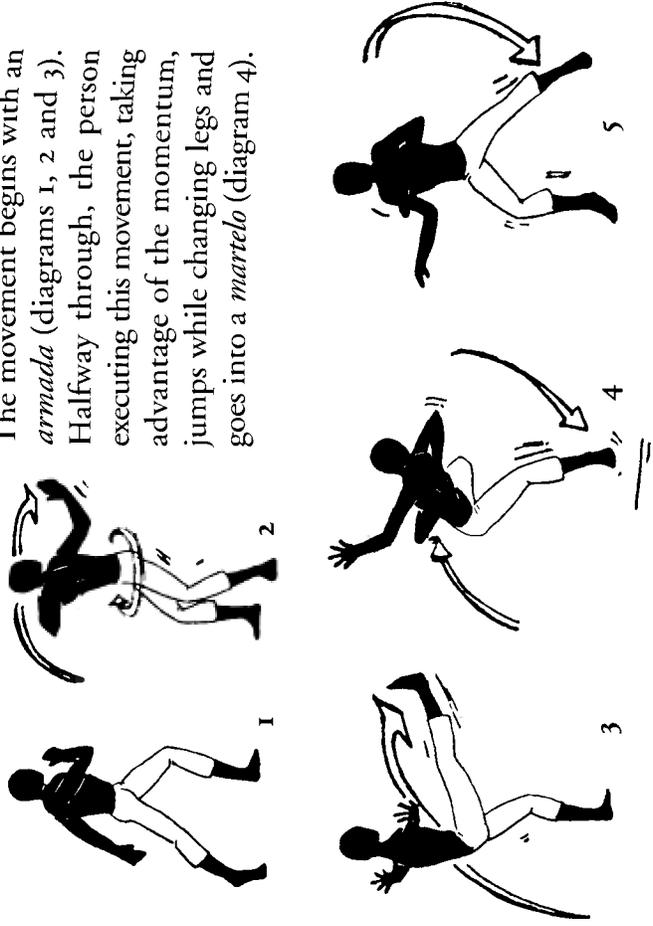 The movement begins with an
armada (diagrams 1, 2 and 3).
Halfway through, the person
executing this movement, taking
advantage of the momentum,
jumps while changing legs and
goes into a martelo (diagram 4).
1
2
3
4
5